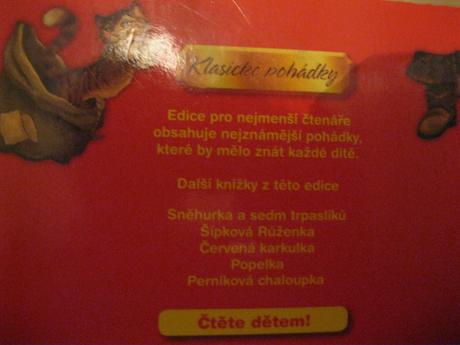 Klasické pohádky
Edice pro nejmenší čtenáře
obsahuje nejznámější pohádky,
které by mělo znát každé dítě.
Další knížky z této edice
Sněhurka a sedm trpaslíků
Šípková Růženka
Červená karkulka
Popelka
Perníková chaloupka
Čtěte dětem!